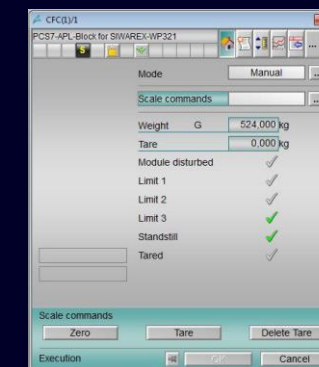 CFC(1)/1
PCS7-APL-Block for SIWAREX-WP321
S
...
Mode Manual ...
Scale commands ...
Weight G 524,000 kg
Tare 0,000 kg
Module disturbed
Limit 1
Limit 2
Limit 3
Standstill
Tared
Scale commands
Zero Tare Delete Tare
Execution OK Cancel